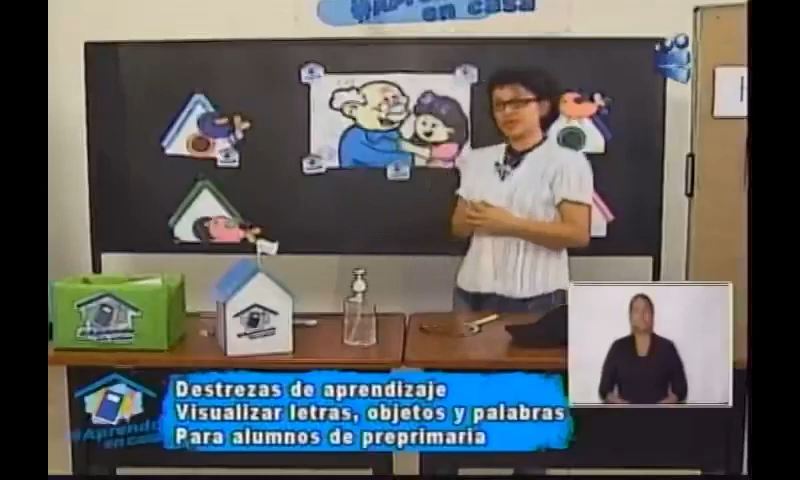 en casa
Destrezas de aprendizaje
Visualizar letras, objetos y palabras
Para alumnos de preprimaria
#Aprendo
en casa